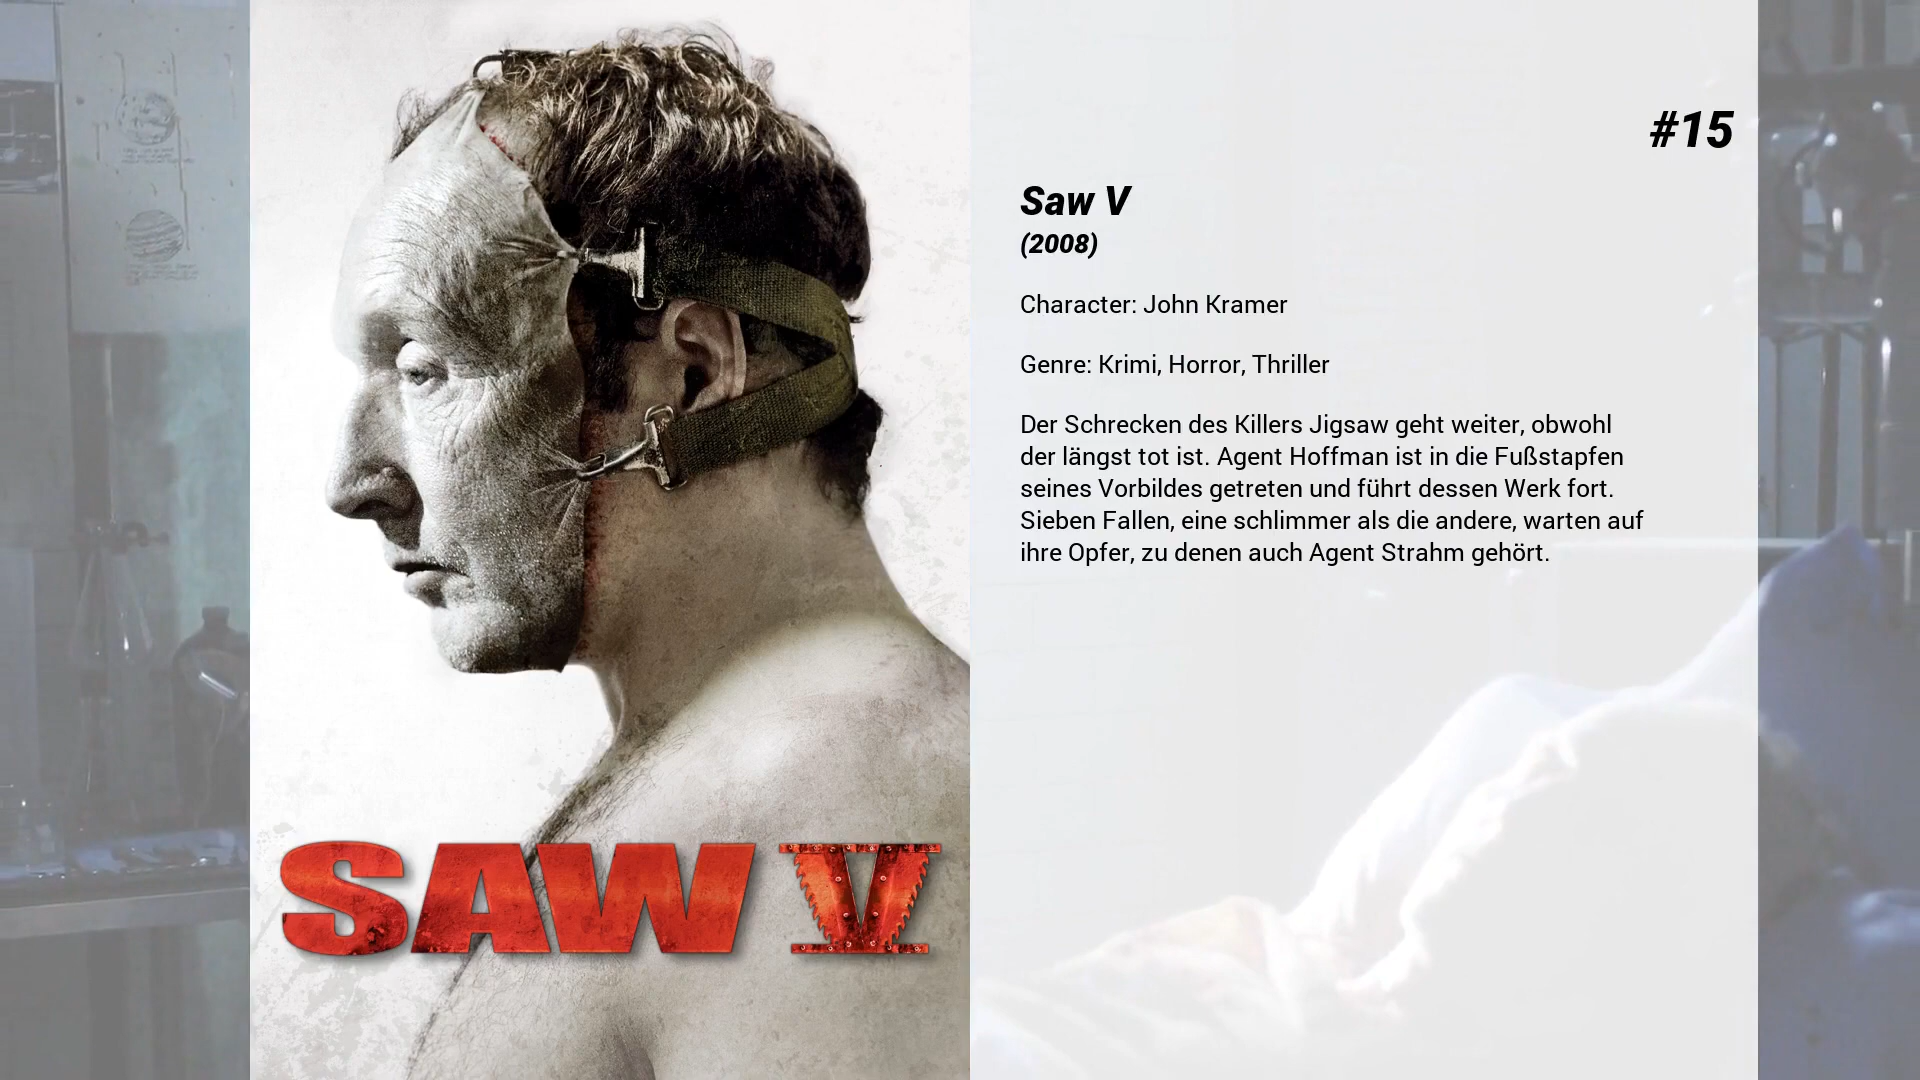 #15
Saw V
(2008)
Character: John Kramer
Genre: Krimi, Horror, Thriller
Der Schrecken des Killers Jigsaw geht weiter, obwohl
der längst tot ist. Agent Hoffman ist in die Fußstapfen
seines Vorbildes getreten und führt dessen Werk fort.
Sieben Fallen, eine schlimmer als die andere, warten auf
ihre Opfer, zu denen auch Agent Strahm gehört.
SAW V